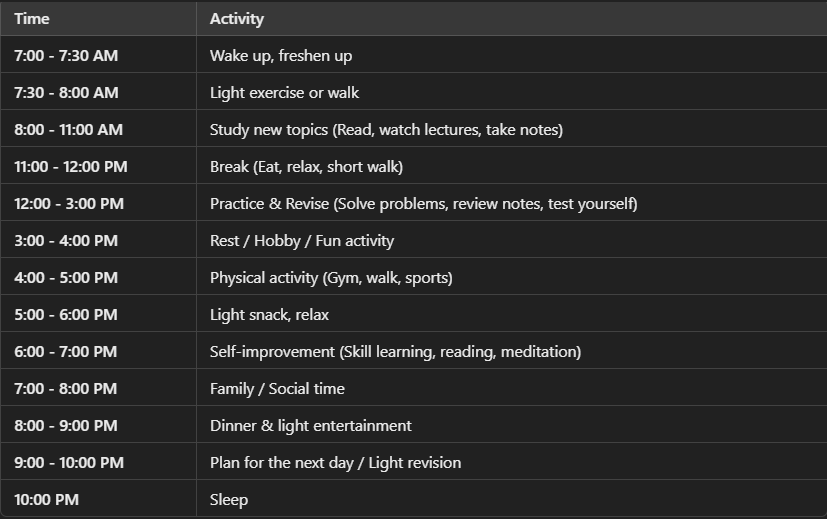 Time Activity
7:00 - 7:30 AM Wake up, freshen up
7:30 - 8:00 AM Light exercise or walk
8:00 - 11:00 AM Study new topics (Read, watch lectures, take notes)
11:00 - 12:00 PM Break (Eat, relax, short walk)
12:00 - 3:00 PM Practice & Revise (Solve problems, review notes, test yourself)
3:00 - 4:00 PM Rest / Hobby / Fun activity
4:00 - 5:00 PM Physical activity (Gym, walk, sports)
5:00 - 6:00 PM Light snack, relax
6:00 - 7:00 PM Self-improvement (Skill learning, reading, meditation)
7:00 - 8:00 PM Family / Social time
8:00 - 9:00 PM Dinner & light entertainment
9:00 - 10:00 PM Plan for the next day / Light revision
10:00 PM Sleep